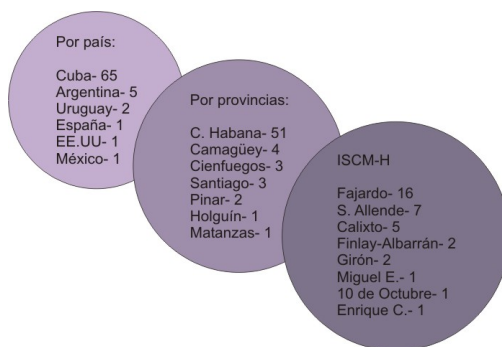 Por país:
Cuba- 65
Argentina- 5
Uruguay- 2
España- 1
EE.UU- 1
México- 1
Por provincias:
C. Habana- 51
Camagüey- 4
Cienfuegos- 3
Santiago- 3
Pinar- 2
Holguín- 1
Matanzas- 1
ISCM-H
Fajardo- 16
S. Allende- 7
Calixto- 5
Finlay-Albarrán- 2
Girón- 2
Miguel E.- 1
10 de Octubre- 1
Enrique C.- 1